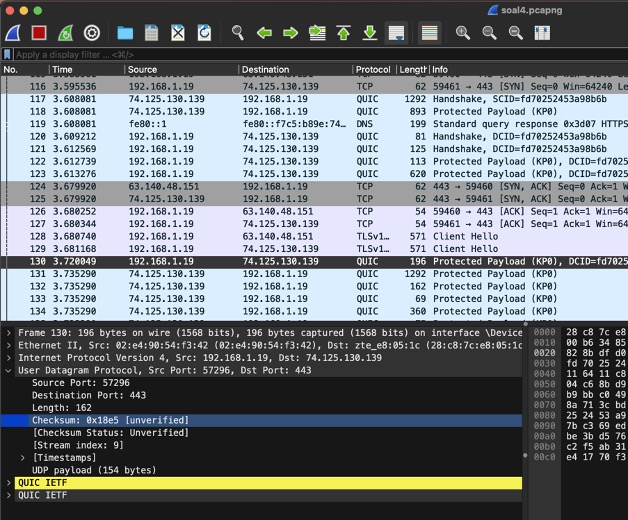 soal4.pcapng
Apply a display filter ... <⌘/>
No. Time Source Destination Protocol Length Info
116 3.595536 192.168.1.19 74.125.130.139 TCP 62 59461 → 443 [SYN] Seq=0 Win=64240 Le
117 3.608081 74.125.130.139 192.168.1.19 QUIC 1292 Handshake, SCID=fd70252453a98b6b
118 3.608081 74.125.130.139 192.168.1.19 QUIC 893 Protected Payload (KP0)
119 3.608081 fe80::1 fe80::f7c5:b89e:74… DNS 199 Standard query response 0x3d07 HTTPS
120 3.609212 192.168.1.19 74.125.130.139 QUIC 81 Handshake, DCID=fd70252453a98b6b
121 3.612569 192.168.1.19 74.125.130.139 QUIC 125 Handshake, DCID=fd70252453a98b6b
122 3.612739 192.168.1.19 74.125.130.139 QUIC 113 Protected Payload (KP0), DCID=fd702
123 3.613276 192.168.1.19 74.125.130.139 QUIC 620 Protected Payload (KP0), DCID=fd702
124 3.679920 63.140.48.151 192.168.1.19 TCP 62 443 → 59460 [SYN, ACK] Seq=0 Ack=1 W
125 3.679920 74.125.130.139 192.168.1.19 TCP 62 443 → 59461 [SYN, ACK] Seq=0 Ack=1 W
126 3.680252 192.168.1.19 63.140.48.151 TCP 54 59460 → 443 [ACK] Seq=1 Ack=1 Win=64
127 3.680344 192.168.1.19 74.125.130.139 TCP 54 59461 → 443 [ACK] Seq=1 Ack=1 Win=6
128 3.680740 192.168.1.19 63.140.48.151 TLSv1… 571 Client Hello
129 3.681168 192.168.1.19 74.125.130.139 TLSv1… 571 Client Hello
130 3.720049 192.168.1.19 74.125.130.139 QUIC 196 Protected Payload (KP0), DCID=fd7025
131 3.735290 74.125.130.139 192.168.1.19 QUIC 1292 Protected Payload (KP0)
132 3.735290 74.125.130.139 192.168.1.19 QUIC 162 Protected Payload (KP0)
133 3.735290 74.125.130.139 192.168.1.19 QUIC 69 Protected Payload (KP0)
134 3.735290 74.125.130.139 192.168.1.19 QUIC 360 Protected Payload (KP0)
Frame 130: 196 bytes on wire (1568 bits), 196 bytes captured (1568 bits) on interface \Device
Ethernet II, Src: 02:e4:90:54:f3:42 (02:e4:90:54:f3:42), Dst: zte_e8:05:1c (28:c8:7c:e8:05:1c
Internet Protocol Version 4, Src: 192.168.1.19, Dst: 74.125.130.139
User Datagram Protocol, Src Port: 57296, Dst Port: 443
Source Port: 57296
Destination Port: 443
Length: 162
Checksum: 0x18e5 [unverified]
[Checksum Status: Unverified]
[Stream index: 9]
[Timestamps]
UDP payload (154 bytes)
QUIC IETF
QUIC IETF
0000 28 c8 7c e8
0010 00 b6 34 85
0020 82 8b df d0
0030 fd 70 25 24
0040 11 64 11 c8
0050 04 c6 8b d9
0060 b9 bb c0 49
0070 8a 71 3c bd
0080 25 24 53 a9
0090 7b c3 69 ed
00a0 be 3b d5 76
00b0 c2 f5 ab 31
00c0 e4 17 70 f3